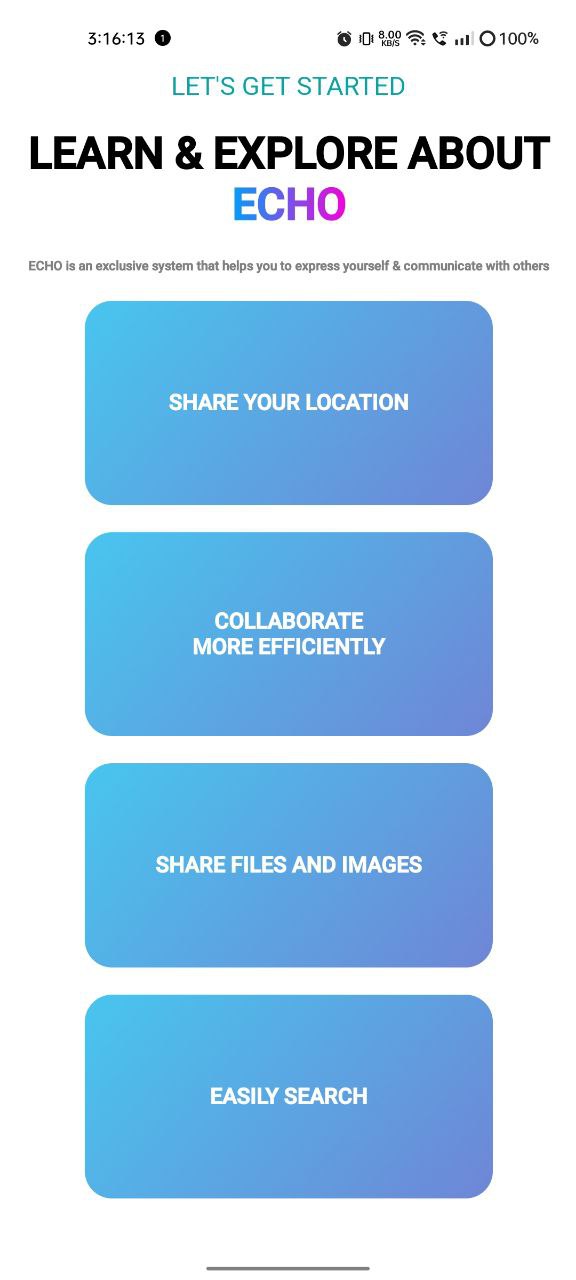 3:16:13 1 8.00 KB/S 100%
LET'S GET STARTED
LEARN & EXPLORE ABOUT
ECHO
ECHO is an exclusive system that helps you to express yourself & communicate with others
SHARE YOUR LOCATION
COLLABORATE
MORE EFFICIENTLY
SHARE FILES AND IMAGES
EASILY SEARCH